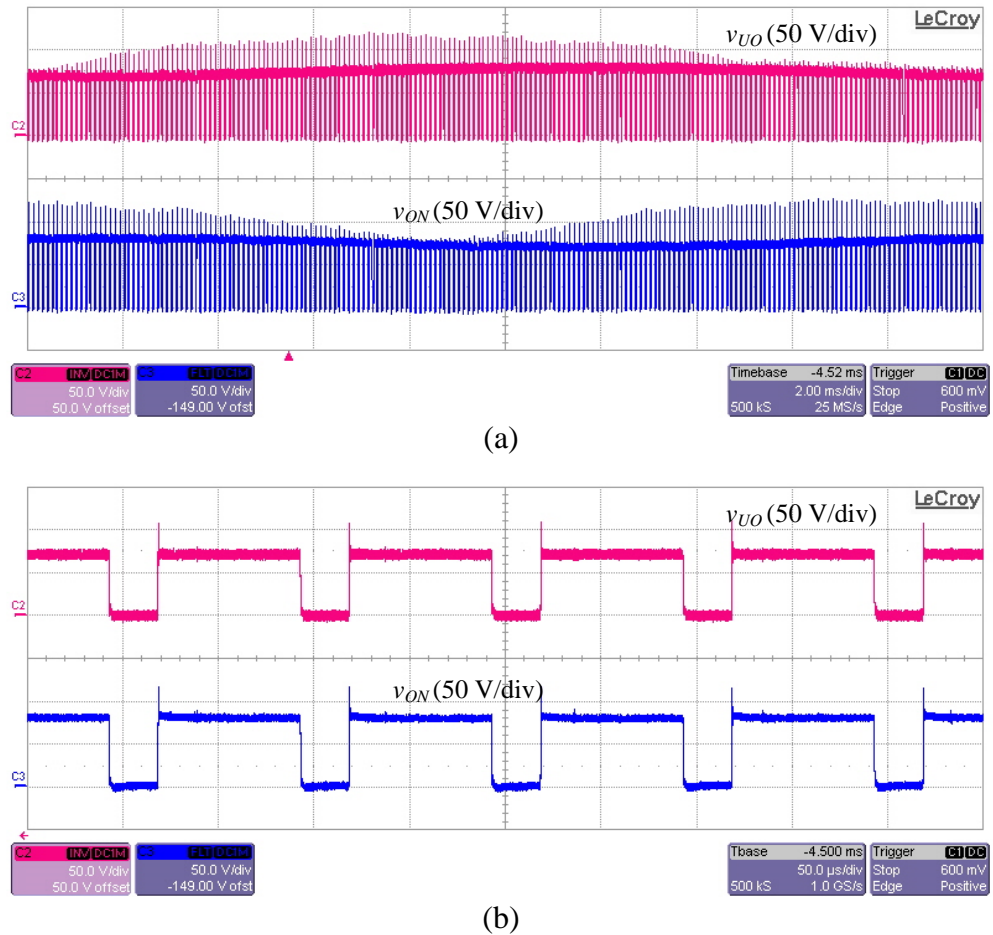 LeCroy
vUO (50 V/div)
C2
vON (50 V/div)
C3
C2 INV DC1M
50.0 V/div
50.0 V offset
C3 FLT DC1M
50.0 V/div
-149.00 V ofst
Timebase -4.52 ms
2.00 ms/div
500 kS 25 MS/s
Trigger C1 DC
Stop 600 mV
Edge Positive
(a)
LeCroy
vUO (50 V/div)
C2
vON (50 V/div)
C3
C2 INV DC1M
50.0 V/div
50.0 V offset
C3 FLT DC1M
50.0 V/div
-149.00 V ofst
Tbase -4.500 ms
50.0 µs/div
500 kS 1.0 GS/s
Trigger C1 DC
Stop 600 mV
Edge Positive
(b)